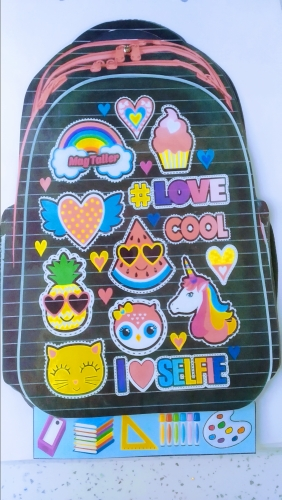 Mag Taller
#LOVE
COOL
I SELFIE